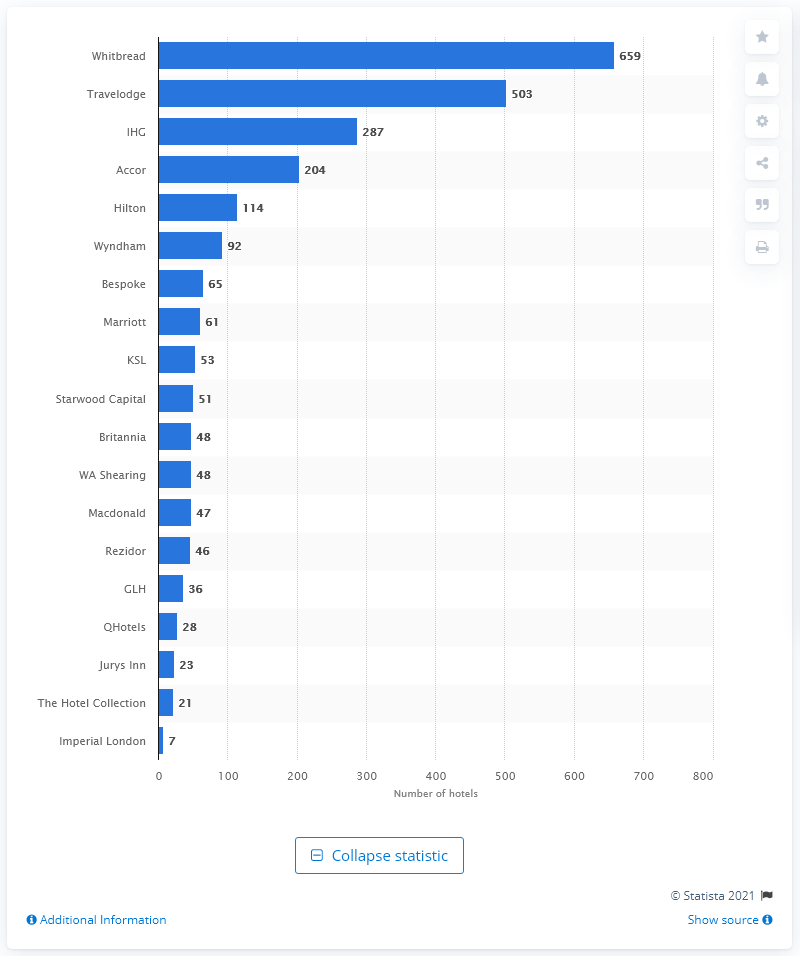 Whitbread 659
Travelodge 503
IHG 287
Accor 204
Hilton 114
Wyndham 92
Bespoke 65
Marriott 61
KSL 53
Starwood Capital 51
Britannia 48
WA Shearing 48
Macdonald 47
Rezidor 46
GLH 36
QHotels 28
Jurys Inn 23
The Hotel Collection 21
Imperial London 7
0 100 200 300 400 500 600 700 800
Number of hotels
Collapse statistic
© Statista 2021
Additional Information Show source